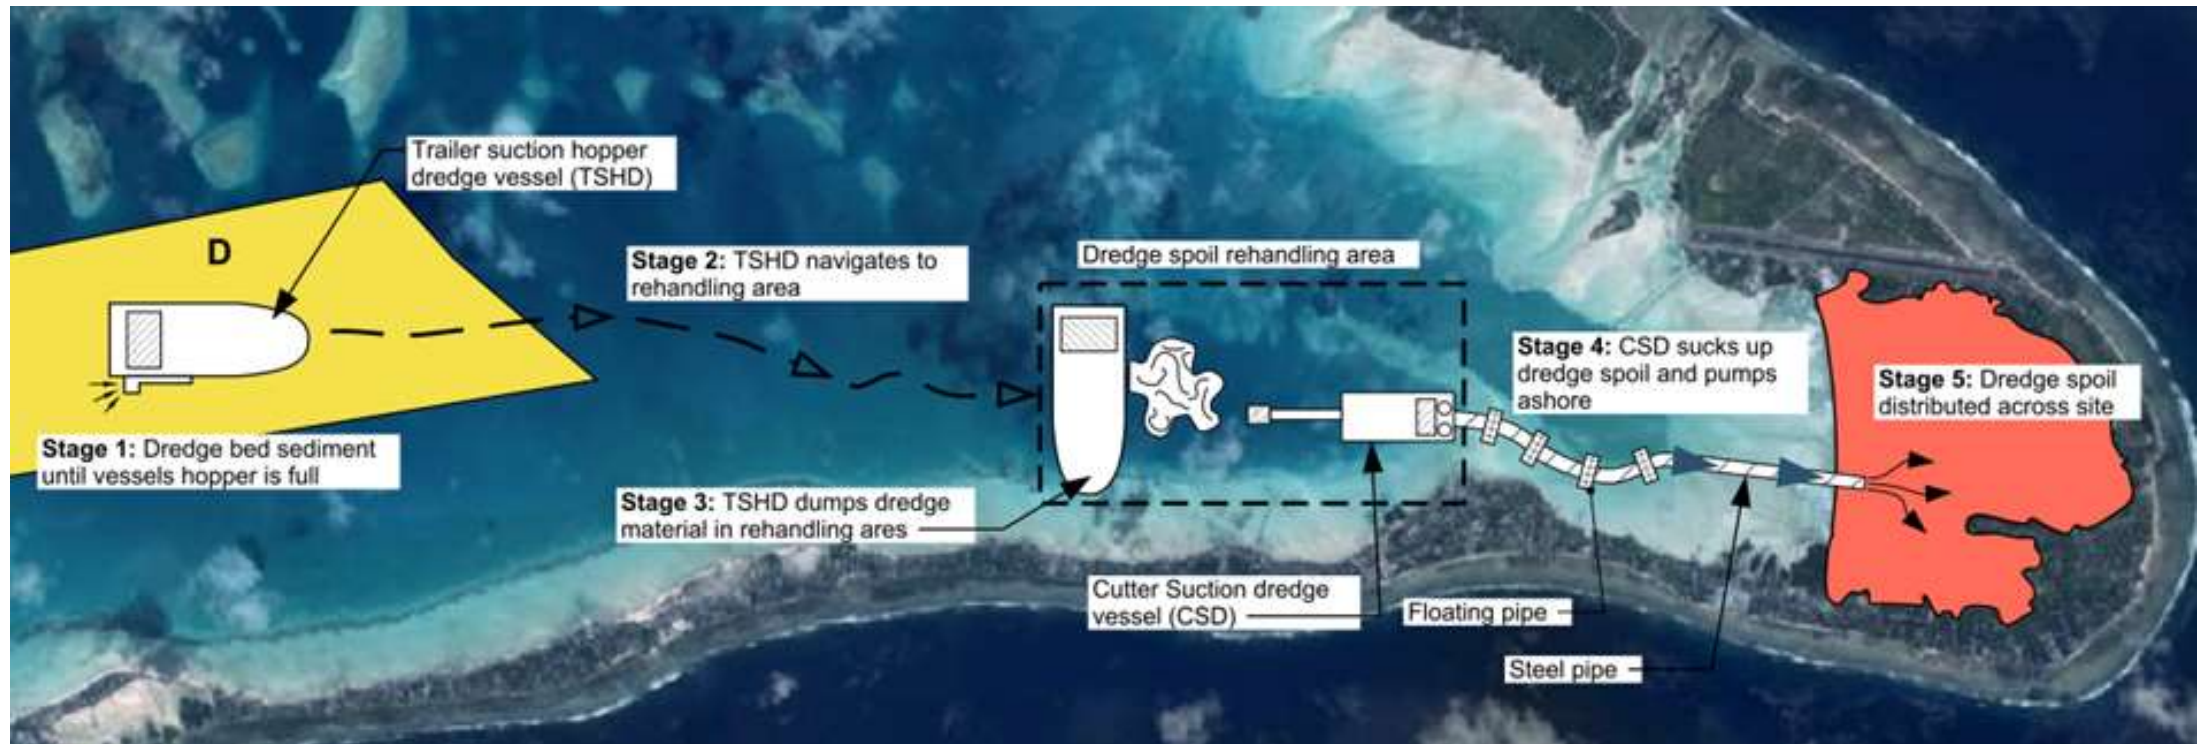 Trailer suction hopper
dredge vessel (TSHD)
D
Stage 2: TSHD navigates to
rehandling area
Dredge spoil rehandling area
Stage 4: CSD sucks up
dredge spoil and pumps
ashore
Stage 5: Dredge spoil
distributed across site
Stage 1: Dredge bed sediment
until vessels hopper is full
Stage 3: TSHD dumps dredge
material in rehandling ares
Cutter Suction dredge
vessel (CSD)
Floating pipe
Steel pipe